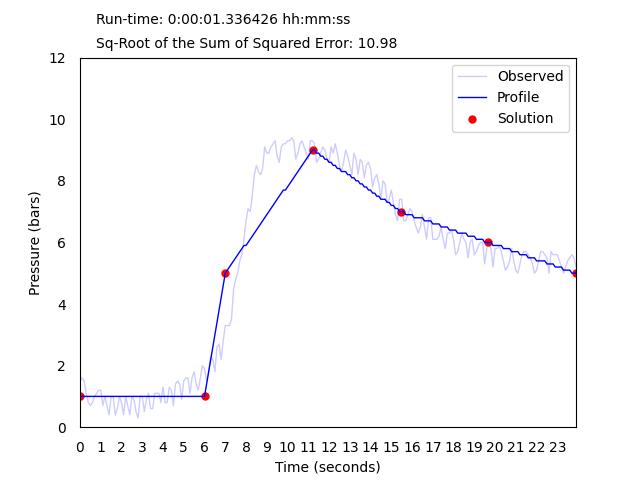 Run-time: 0:00:01.336426 hh:mm:ss
Sq-Root of the Sum of Squared Error: 10.98
12
10
8
6
4
2
0
Pressure (bars)
Observed
Profile
Solution
0 1 2 3 4 5 6 7 8 9 10 11 12 13 14 15 16 17 18 19 20 21 22 23
Time (seconds)